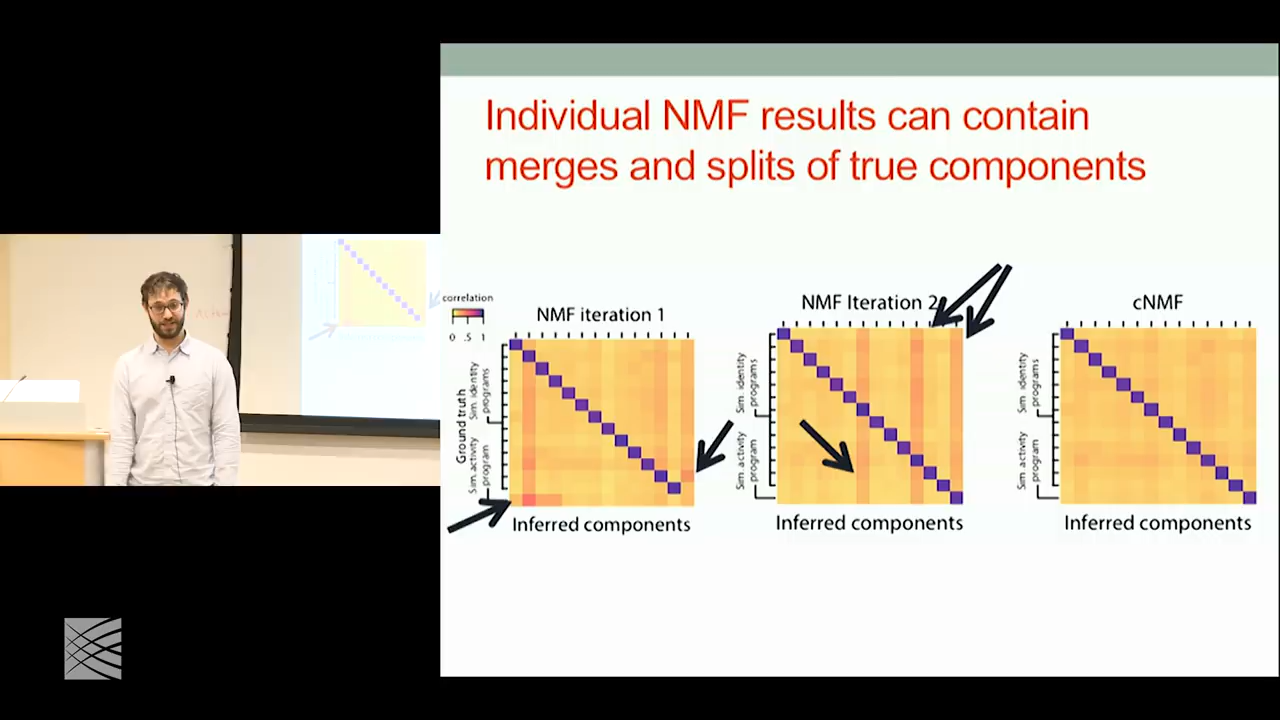 Individual NMF results can contain
merges and splits of true components
correlation
0 .5 1
NMF iteration 1
Ground truth
Sim. identity
programs
Sim. activity
program
Inferred components
NMF Iteration 2
Sim. identity
programs
Sim. activity
program
Inferred components
cNMF
Sim. identity
programs
Sim. activity
program
Inferred components